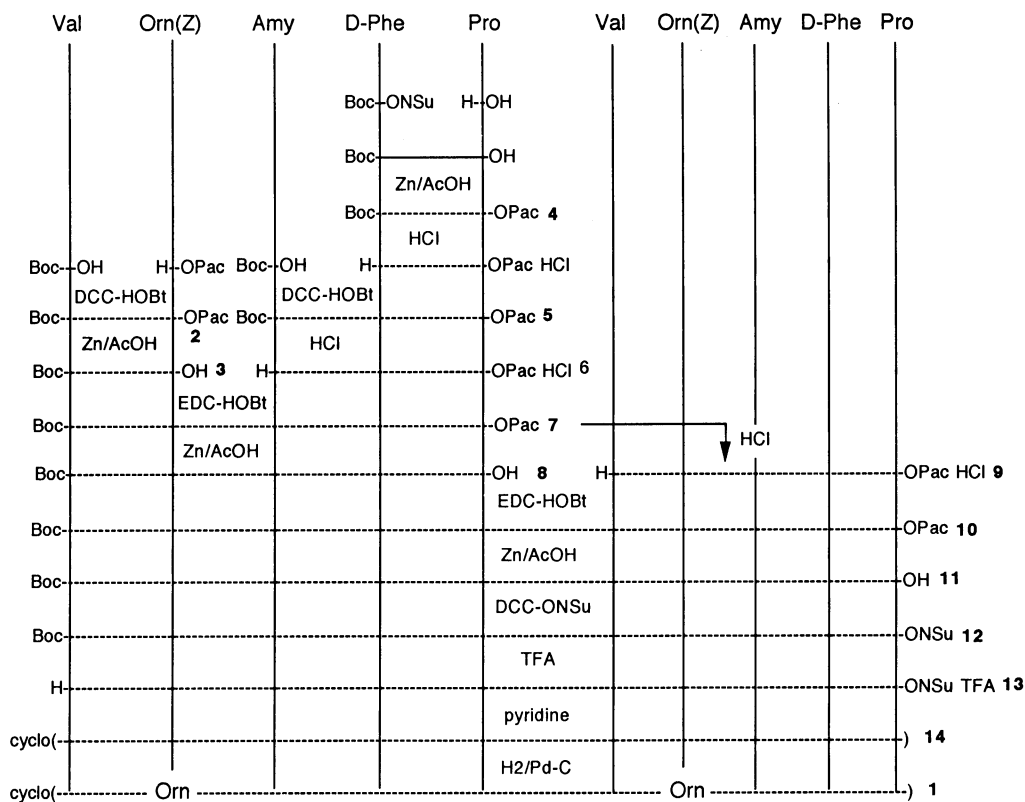 Val Orn(Z) Amy D-Phe Pro Val Orn(Z) Amy D-Phe Pro
Boc ONSu H OH
Boc OH
Zn/AcOH
Boc OPac 4
HCl
Boc OH H OPac Boc OH H OPac HCl
DCC-HOBt DCC-HOBt
Boc OPac Boc OPac 5
2
Zn/AcOH HCl
Boc OH 3 H OPac HCl 6
EDC-HOBt
Boc OPac 7
HCl
Zn/AcOH
Boc OH 8 H OPac HCl 9
EDC-HOBt
Boc OPac 10
Zn/AcOH
Boc OH 11
DCC-ONSu
Boc ONSu 12
TFA
H ONSu TFA 13
pyridine
cyclo( ) 14
H2/Pd-C
cyclo( Orn Orn ) 1